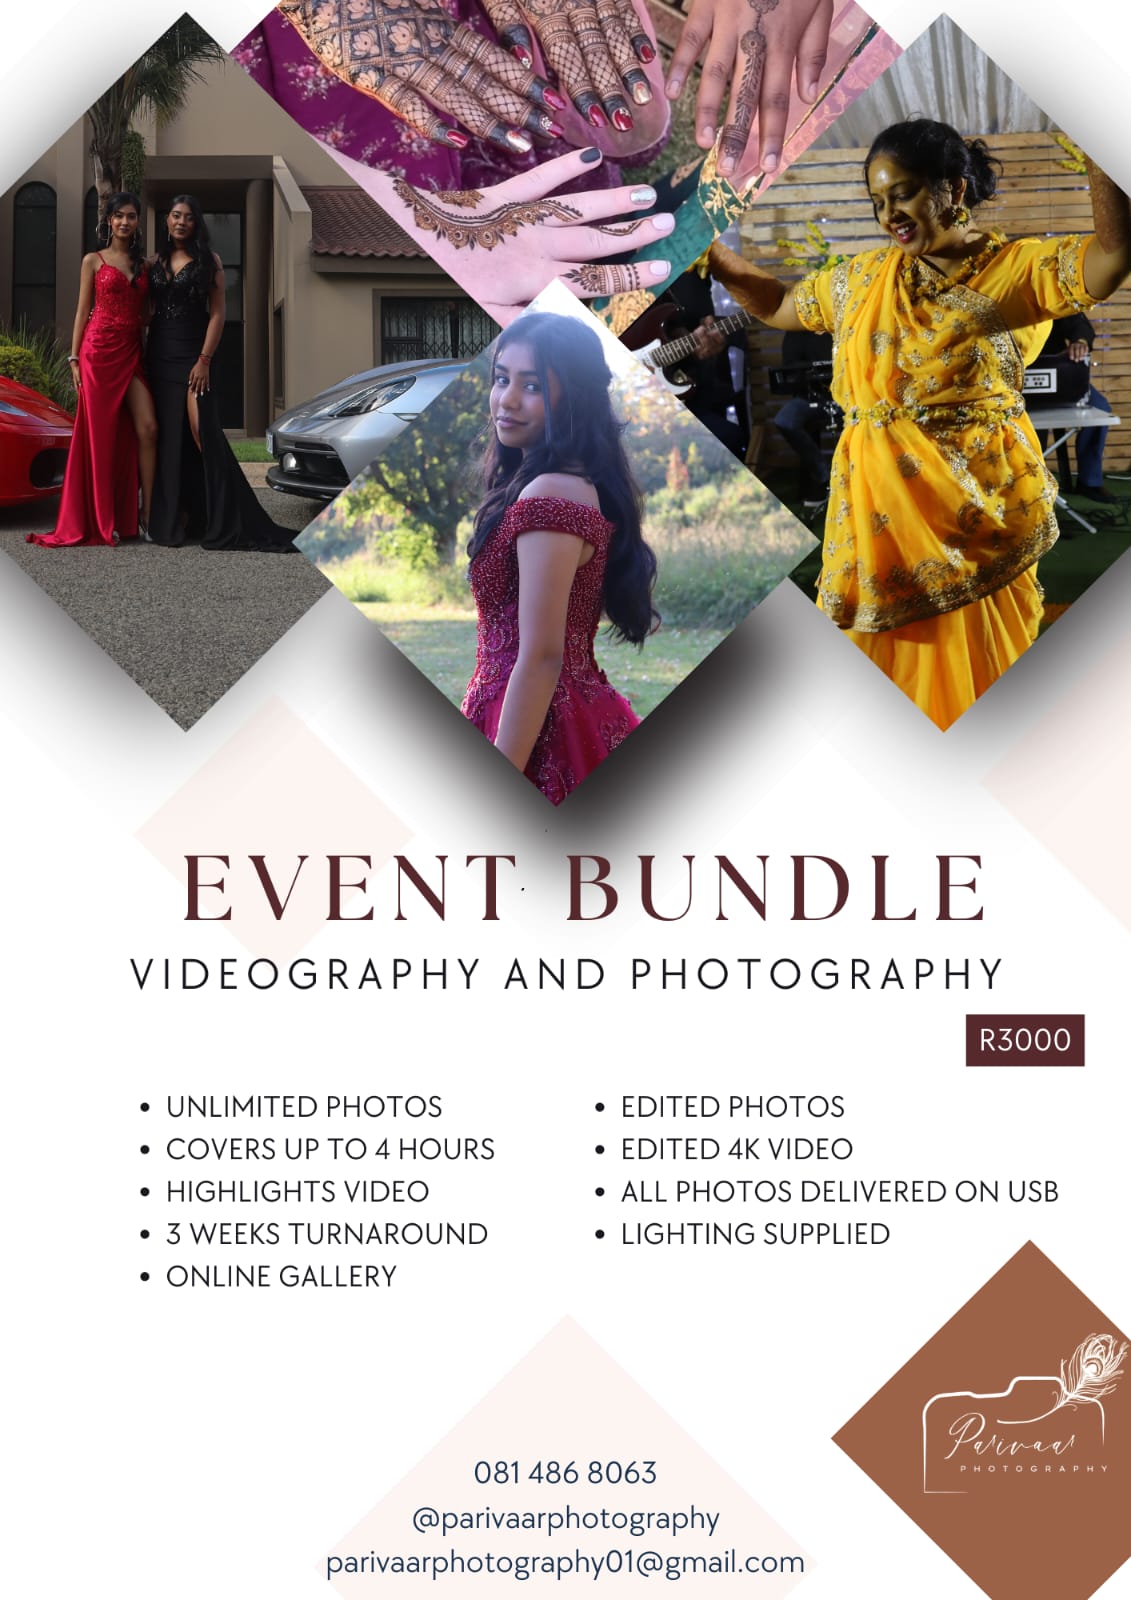 EVENT BUNDLE
VIDEOGRAPHY AND PHOTOGRAPHY
R3000
• UNLIMITED PHOTOS
• COVERS UP TO 4 HOURS
• HIGHLIGHTS VIDEO
• 3 WEEKS TURNAROUND
• ONLINE GALLERY
• EDITED PHOTOS
• EDITED 4K VIDEO
• ALL PHOTOS DELIVERED ON USB
• LIGHTING SUPPLIED
Parivaar
PHOTOGRAPHY
081 486 8063
@parivaarphotography
parivaarphotography01@gmail.com